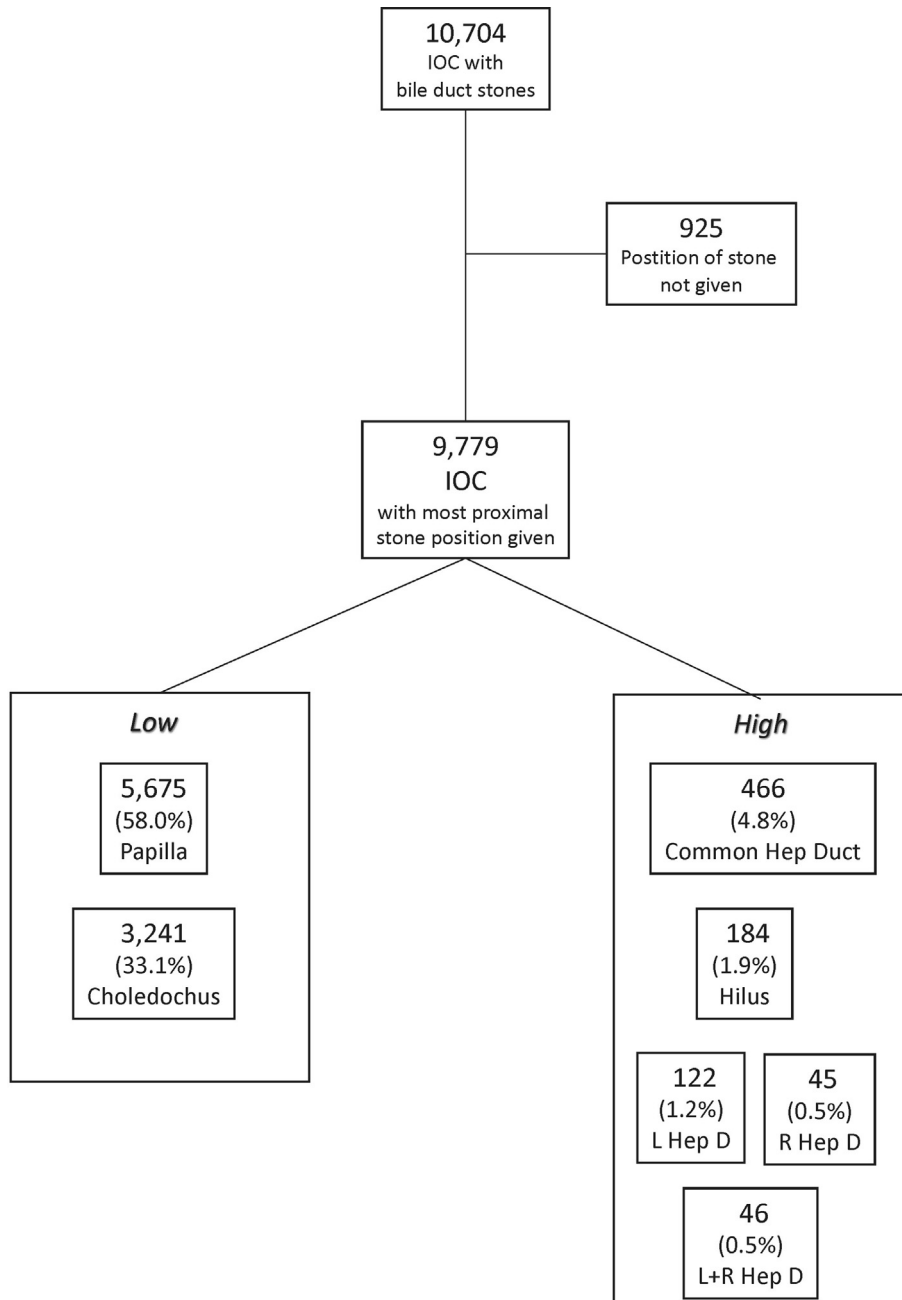 10,704
IOC with
bile duct stones
925
Postition of stone
not given
9,779
IOC
with most proximal
stone position given
Low
5,675
(58.0%)
Papilla
3,241
(33.1%)
Choledochus
High
466
(4.8%)
Common Hep Duct
184
(1.9%)
Hilus
122
(1.2%)
L Hep D
45
(0.5%)
R Hep D
46
(0.5%)
L+R Hep D